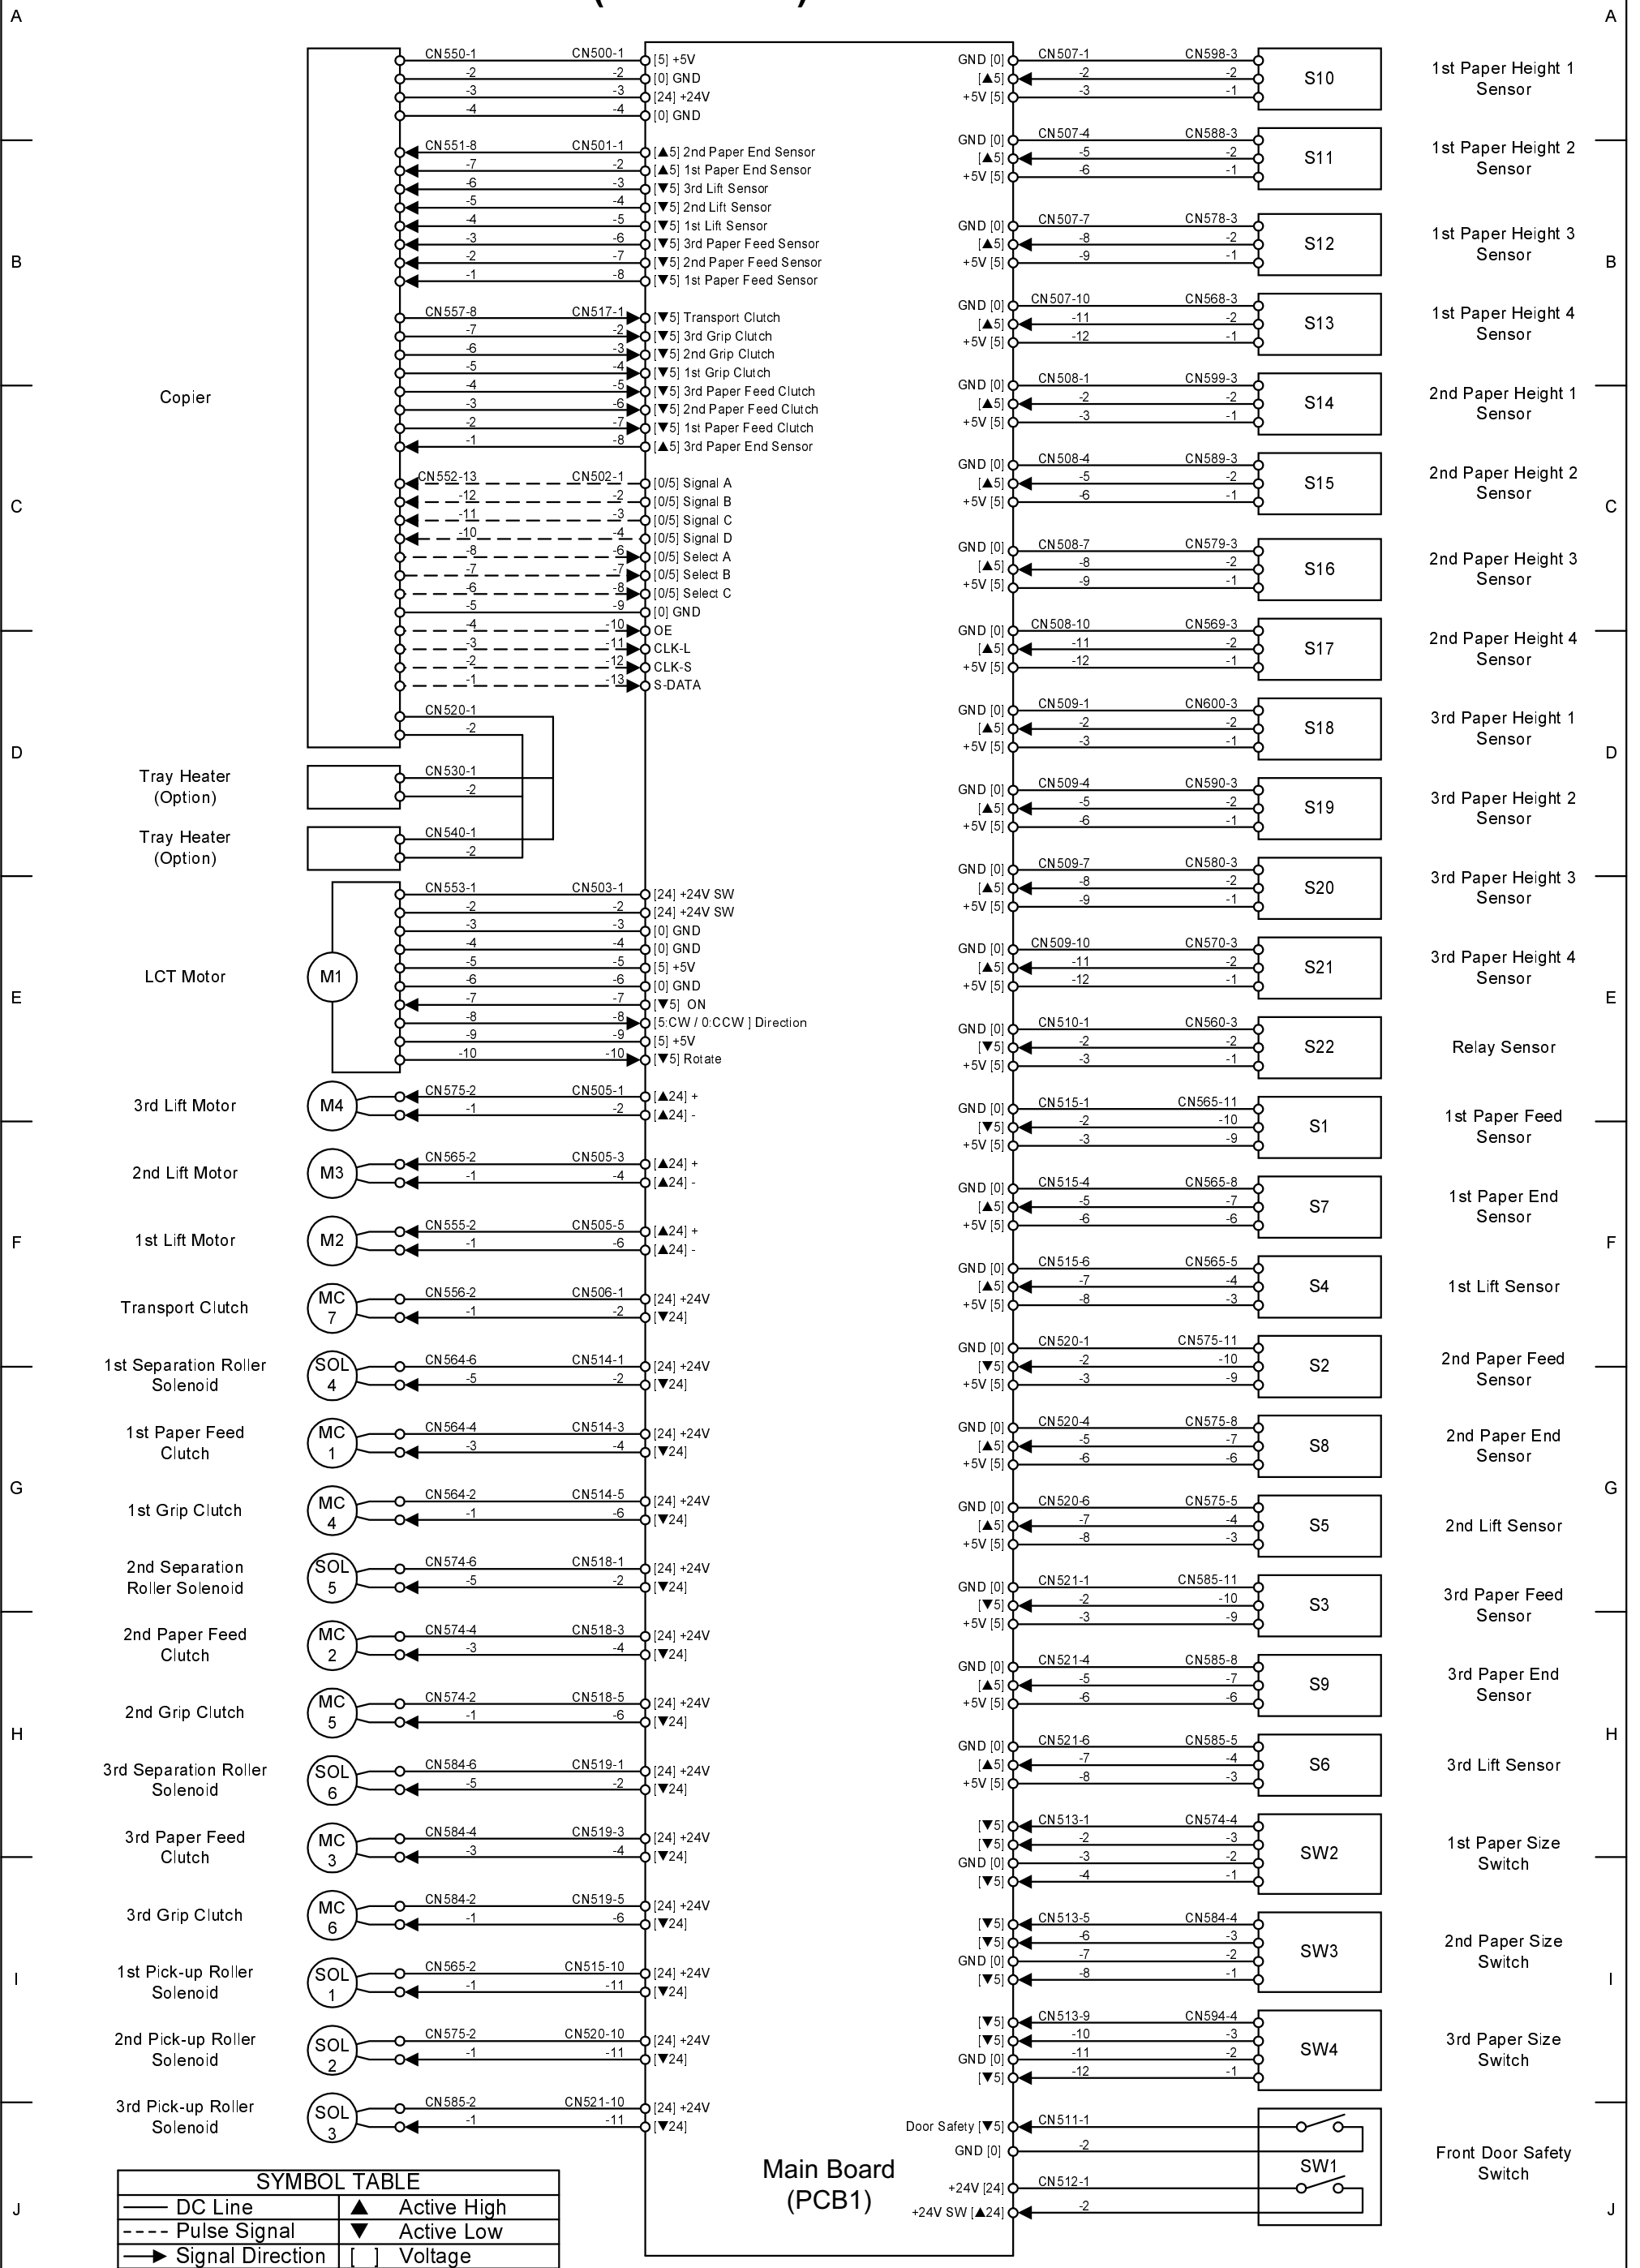 A
B
C
D
E
F
G
H
I
J
Copier
CN550-1 CN500-1 [5] +5V
-2 -2 [0] GND
-3 -3 [24] +24V
-4 -4 [0] GND
CN551-8 CN501-1 [▲5] 2nd Paper End Sensor
-7 -2 [▲5] 1st Paper End Sensor
-6 -3 [▼5] 3rd Lift Sensor
-5 -4 [▼5] 2nd Lift Sensor
-4 -5 [▼5] 1st Lift Sensor
-3 -6 [▼5] 3rd Paper Feed Sensor
-2 -7 [▼5] 2nd Paper Feed Sensor
-1 -8 [▼5] 1st Paper Feed Sensor
CN557-8 CN517-1 [▼5] Transport Clutch
-7 -2 [▼5] 3rd Grip Clutch
-6 -3 [▼5] 2nd Grip Clutch
-5 -4 [▼5] 1st Grip Clutch
-4 -5 [▼5] 3rd Paper Feed Clutch
-3 -6 [▼5] 2nd Paper Feed Clutch
-2 -7 [▼5] 1st Paper Feed Clutch
-1 -8 [▲5] 3rd Paper End Sensor
CN552-13 CN502-1 [0/5] Signal A
-12 -2 [0/5] Signal B
-11 -3 [0/5] Signal C
-10 -4 [0/5] Signal D
-8 -6 [0/5] Select A
-7 -7 [0/5] Select B
-6 -8 [0/5] Select C
-5 -9 [0] GND
-4 -10 OE
-3 -11 CLK-L
-2 -12 CLK-S
-1 -13 S-DATA
CN520-1
-2
Tray Heater
(Option)
CN530-1
-2
Tray Heater
(Option)
CN540-1
-2
LCT Motor
M1
CN553-1 CN503-1 [24] +24V SW
-2 -2 [24] +24V SW
-3 -3 [0] GND
-4 -4 [0] GND
-5 -5 [5] +5V
-6 -6 [0] GND
-7 -7 [▼5] ON
-8 -8 [5:CW / 0:CCW ] Direction
-9 -9 [5] +5V
-10 -10 [▼5] Rotate
3rd Lift Motor
M4
CN575-2 CN505-1 [▲24] +
-1 -2 [▲24] -
2nd Lift Motor
M3
CN565-2 CN505-3 [▲24] +
-1 -4 [▲24] -
1st Lift Motor
M2
CN555-2 CN505-5 [▲24] +
-1 -6 [▲24] -
Transport Clutch
MC
7
CN556-2 CN506-1 [24] +24V
-1 -2 [▼24]
1st Separation Roller
Solenoid
SOL
4
CN564-6 CN514-1 [24] +24V
-5 -2 [▼24]
1st Paper Feed
Clutch
MC
1
CN564-4 CN514-3 [24] +24V
-3 -4 [▼24]
1st Grip Clutch
MC
4
CN564-2 CN514-5 [24] +24V
-1 -6 [▼24]
2nd Separation
Roller Solenoid
SOL
5
CN574-6 CN518-1 [24] +24V
-5 -2 [▼24]
2nd Paper Feed
Clutch
MC
2
CN574-4 CN518-3 [24] +24V
-3 -4 [▼24]
2nd Grip Clutch
MC
5
CN574-2 CN518-5 [24] +24V
-1 -6 [▼24]
3rd Separation Roller
Solenoid
SOL
6
CN584-6 CN519-1 [24] +24V
-5 -2 [▼24]
3rd Paper Feed
Clutch
MC
3
CN584-4 CN519-3 [24] +24V
-3 -4 [▼24]
3rd Grip Clutch
MC
6
CN584-2 CN519-5 [24] +24V
-1 -6 [▼24]
1st Pick-up Roller
Solenoid
SOL
1
CN565-2 CN515-10 [24] +24V
-1 -11 [▼24]
2nd Pick-up Roller
Solenoid
SOL
2
CN575-2 CN520-10 [24] +24V
-1 -11 [▼24]
3rd Pick-up Roller
Solenoid
SOL
3
CN585-2 CN521-10 [24] +24V
-1 -11 [▼24]
SYMBOL TABLE
DC Line ▲ Active High
Pulse Signal ▼ Active Low
Signal Direction [ ] Voltage
Main Board
(PCB1)
GND [0] CN507-1 CN598-3
[▲5] -2 -2
+5V [5] -3 -1
S10
1st Paper Height 1
Sensor
GND [0] CN507-4 CN588-3
[▲5] -5 -2
+5V [5] -6 -1
S11
1st Paper Height 2
Sensor
GND [0] CN507-7 CN578-3
[▲5] -8 -2
+5V [5] -9 -1
S12
1st Paper Height 3
Sensor
GND [0] CN507-10 CN568-3
[▲5] -11 -2
+5V [5] -12 -1
S13
1st Paper Height 4
Sensor
GND [0] CN508-1 CN599-3
[▲5] -2 -2
+5V [5] -3 -1
S14
2nd Paper Height 1
Sensor
GND [0] CN508-4 CN589-3
[▲5] -5 -2
+5V [5] -6 -1
S15
2nd Paper Height 2
Sensor
GND [0] CN508-7 CN579-3
[▲5] -8 -2
+5V [5] -9 -1
S16
2nd Paper Height 3
Sensor
GND [0] CN508-10 CN569-3
[▲5] -11 -2
+5V [5] -12 -1
S17
2nd Paper Height 4
Sensor
GND [0] CN509-1 CN600-3
[▲5] -2 -2
+5V [5] -3 -1
S18
3rd Paper Height 1
Sensor
GND [0] CN509-4 CN590-3
[▲5] -5 -2
+5V [5] -6 -1
S19
3rd Paper Height 2
Sensor
GND [0] CN509-7 CN580-3
[▲5] -8 -2
+5V [5] -9 -1
S20
3rd Paper Height 3
Sensor
GND [0] CN509-10 CN570-3
[▲5] -11 -2
+5V [5] -12 -1
S21
3rd Paper Height 4
Sensor
GND [0] CN510-1 CN560-3
[▼5] -2 -2
+5V [5] -3 -1
S22
Relay Sensor
GND [0] CN515-1 CN565-11
[▼5] -2 -10
+5V [5] -3 -9
S1
1st Paper Feed
Sensor
GND [0] CN515-4 CN565-8
[▲5] -5 -7
+5V [5] -6 -6
S7
1st Paper End
Sensor
GND [0] CN515-6 CN565-5
[▲5] -7 -4
+5V [5] -8 -3
S4
1st Lift Sensor
GND [0] CN520-1 CN575-11
[▼5] -2 -10
+5V [5] -3 -9
S2
2nd Paper Feed
Sensor
GND [0] CN520-4 CN575-8
[▲5] -5 -7
+5V [5] -6 -6
S8
2nd Paper End
Sensor
GND [0] CN520-6 CN575-5
[▲5] -7 -4
+5V [5] -8 -3
S5
2nd Lift Sensor
GND [0] CN521-1 CN585-11
[▼5] -2 -10
+5V [5] -3 -9
S3
3rd Paper Feed
Sensor
GND [0] CN521-4 CN585-8
[▲5] -5 -7
+5V [5] -6 -6
S9
3rd Paper End
Sensor
GND [0] CN521-6 CN585-5
[▲5] -7 -4
+5V [5] -8 -3
S6
3rd Lift Sensor
[▼5] CN513-1 CN574-4
[▼5] -2 -3
GND [0] -3 -2
[▼5] -4 -1
SW2
1st Paper Size
Switch
[▼5] CN513-5 CN584-4
[▼5] -6 -3
GND [0] -7 -2
[▼5] -8 -1
SW3
2nd Paper Size
Switch
[▼5] CN513-9 CN594-4
[▼5] -10 -3
GND [0] -11 -2
[▼5] -12 -1
SW4
3rd Paper Size
Switch
Door Safety [▼5] CN511-1
GND [0] -2
+24V [24] CN512-1
+24V SW [▲24] -2
SW1
Front Door Safety
Switch
A
B
C
D
E
F
G
H
I
J